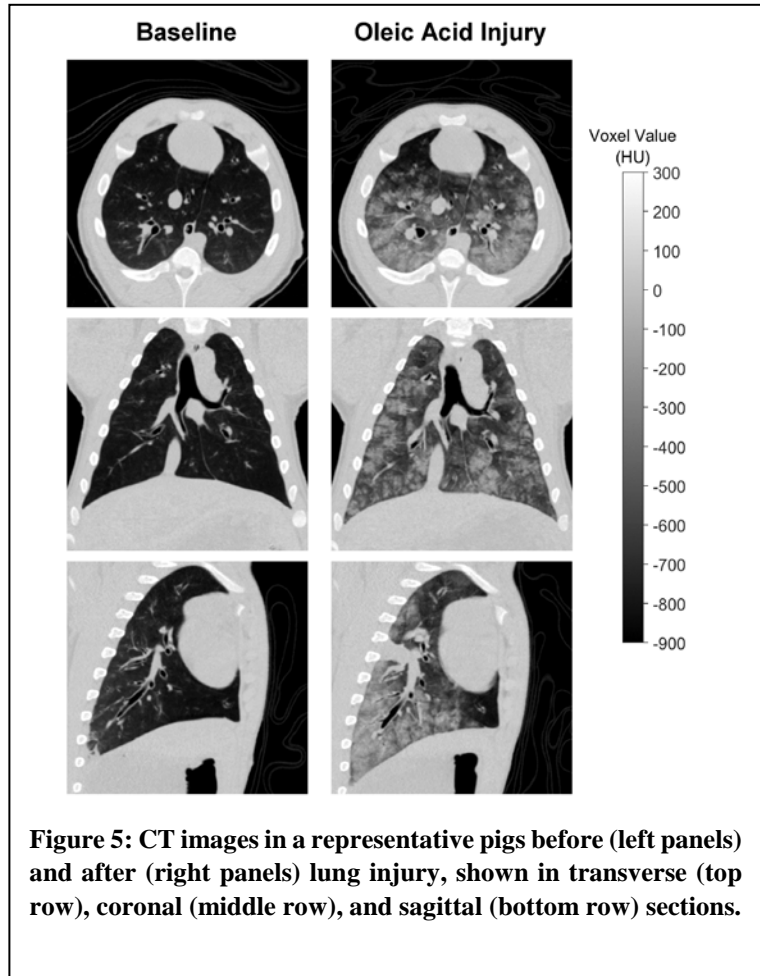 Baseline
Oleic Acid Injury
Voxel Value
(HU)
300
200
100
0
-100
-200
-300
-400
-500
-600
-700
-800
-900
Figure 5: CT images in a representative pigs before (left panels)
and after (right panels) lung injury, shown in transverse (top
row), coronal (middle row), and sagittal (bottom row) sections.